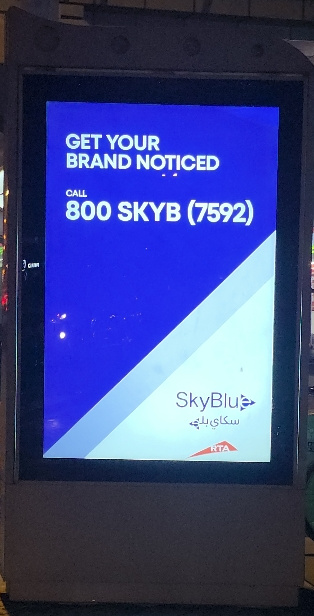 GET YOUR
BRAND NOTICED
CALL
800 SKYB (7592)
SkyBlue
سكاي بلو
RTA